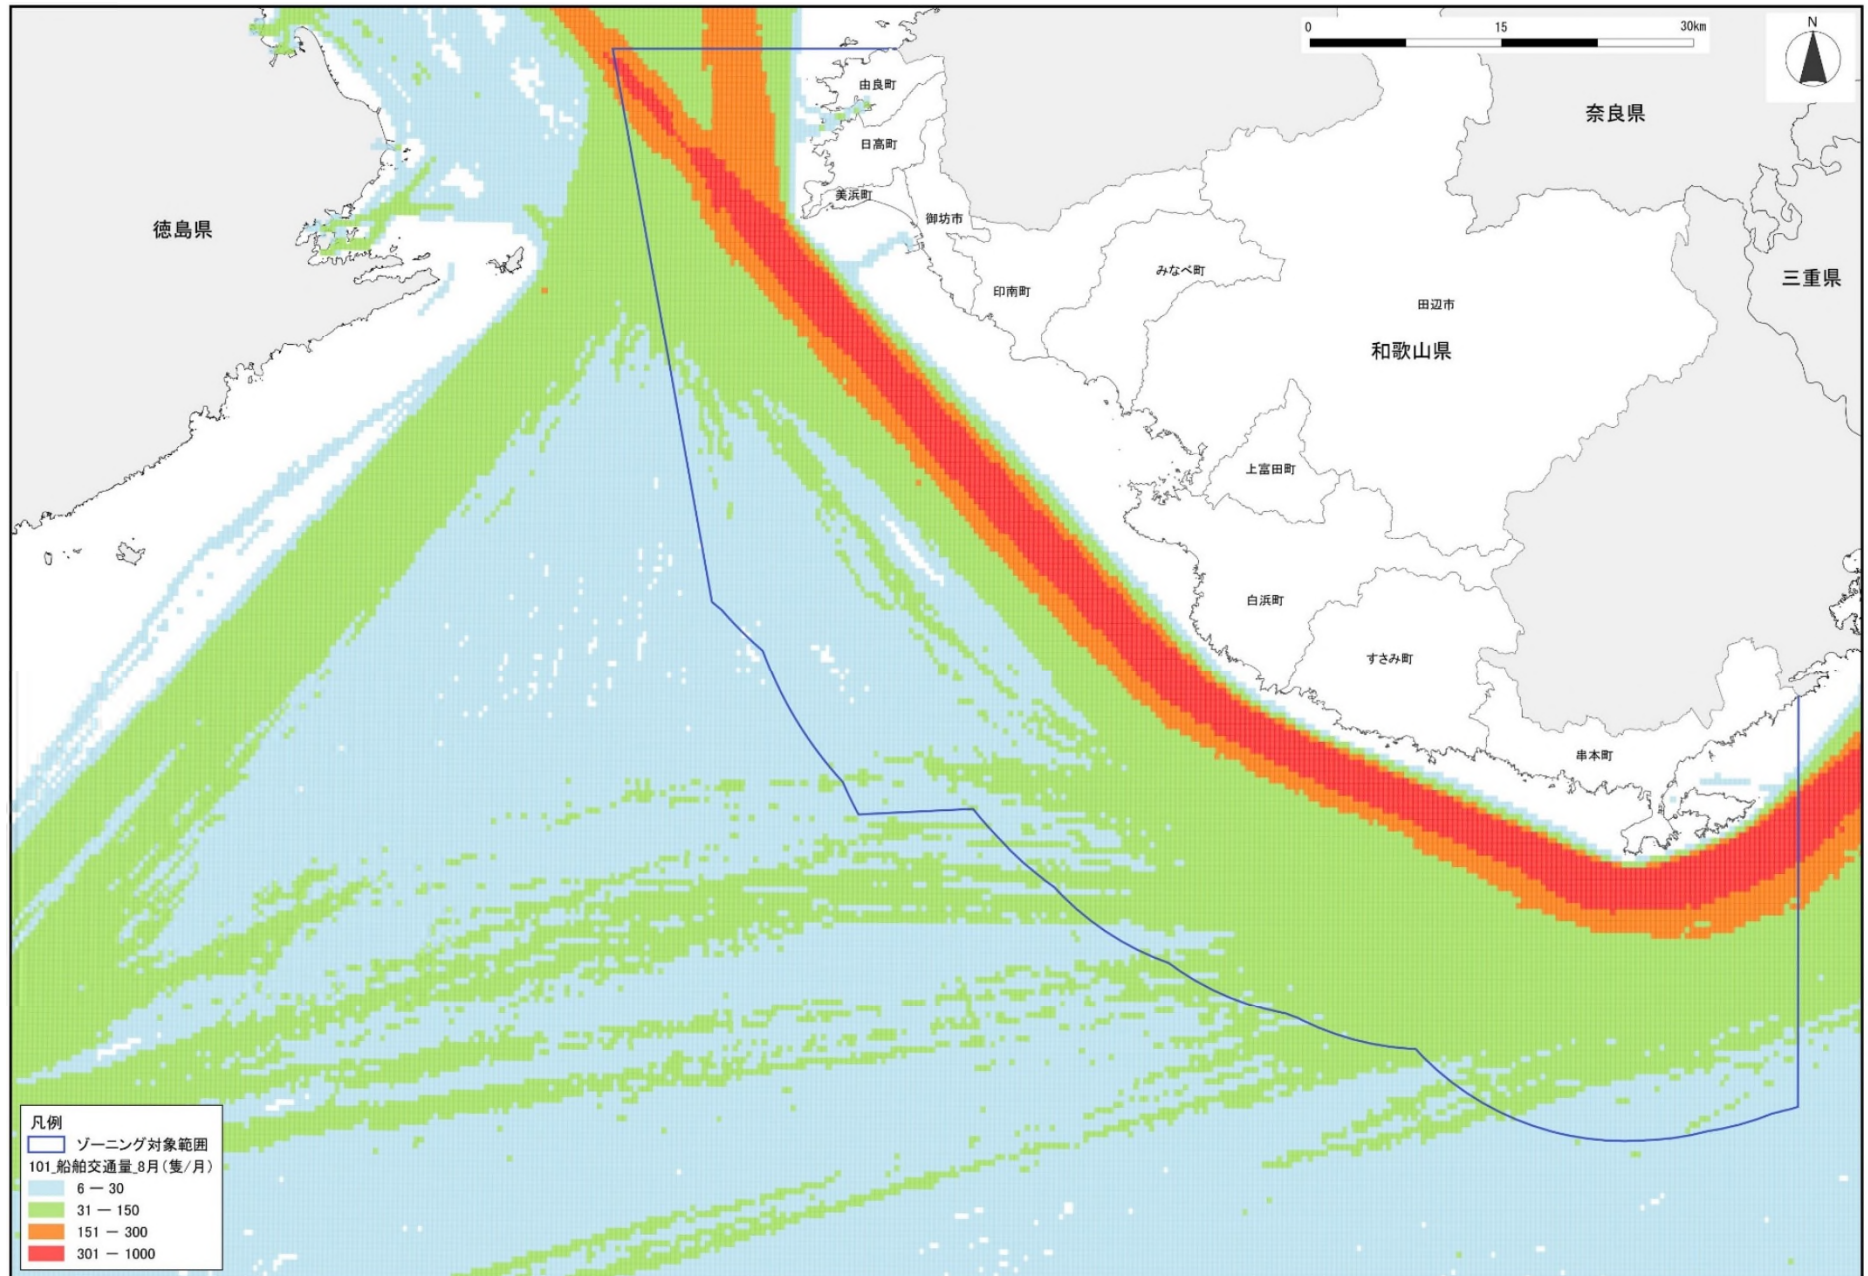 0 15 30km
N
由良町
奈良県
日高町
美浜町
御坊市
徳島県
みなべ町
三重県
印南町
田辺市
和歌山県
上富田町
白浜町
すさみ町
串本町
凡例
ゾーニング対象範囲
101_船舶交通量_8月(隻/月)
6 － 30
31 － 150
151 － 300
301 － 1000